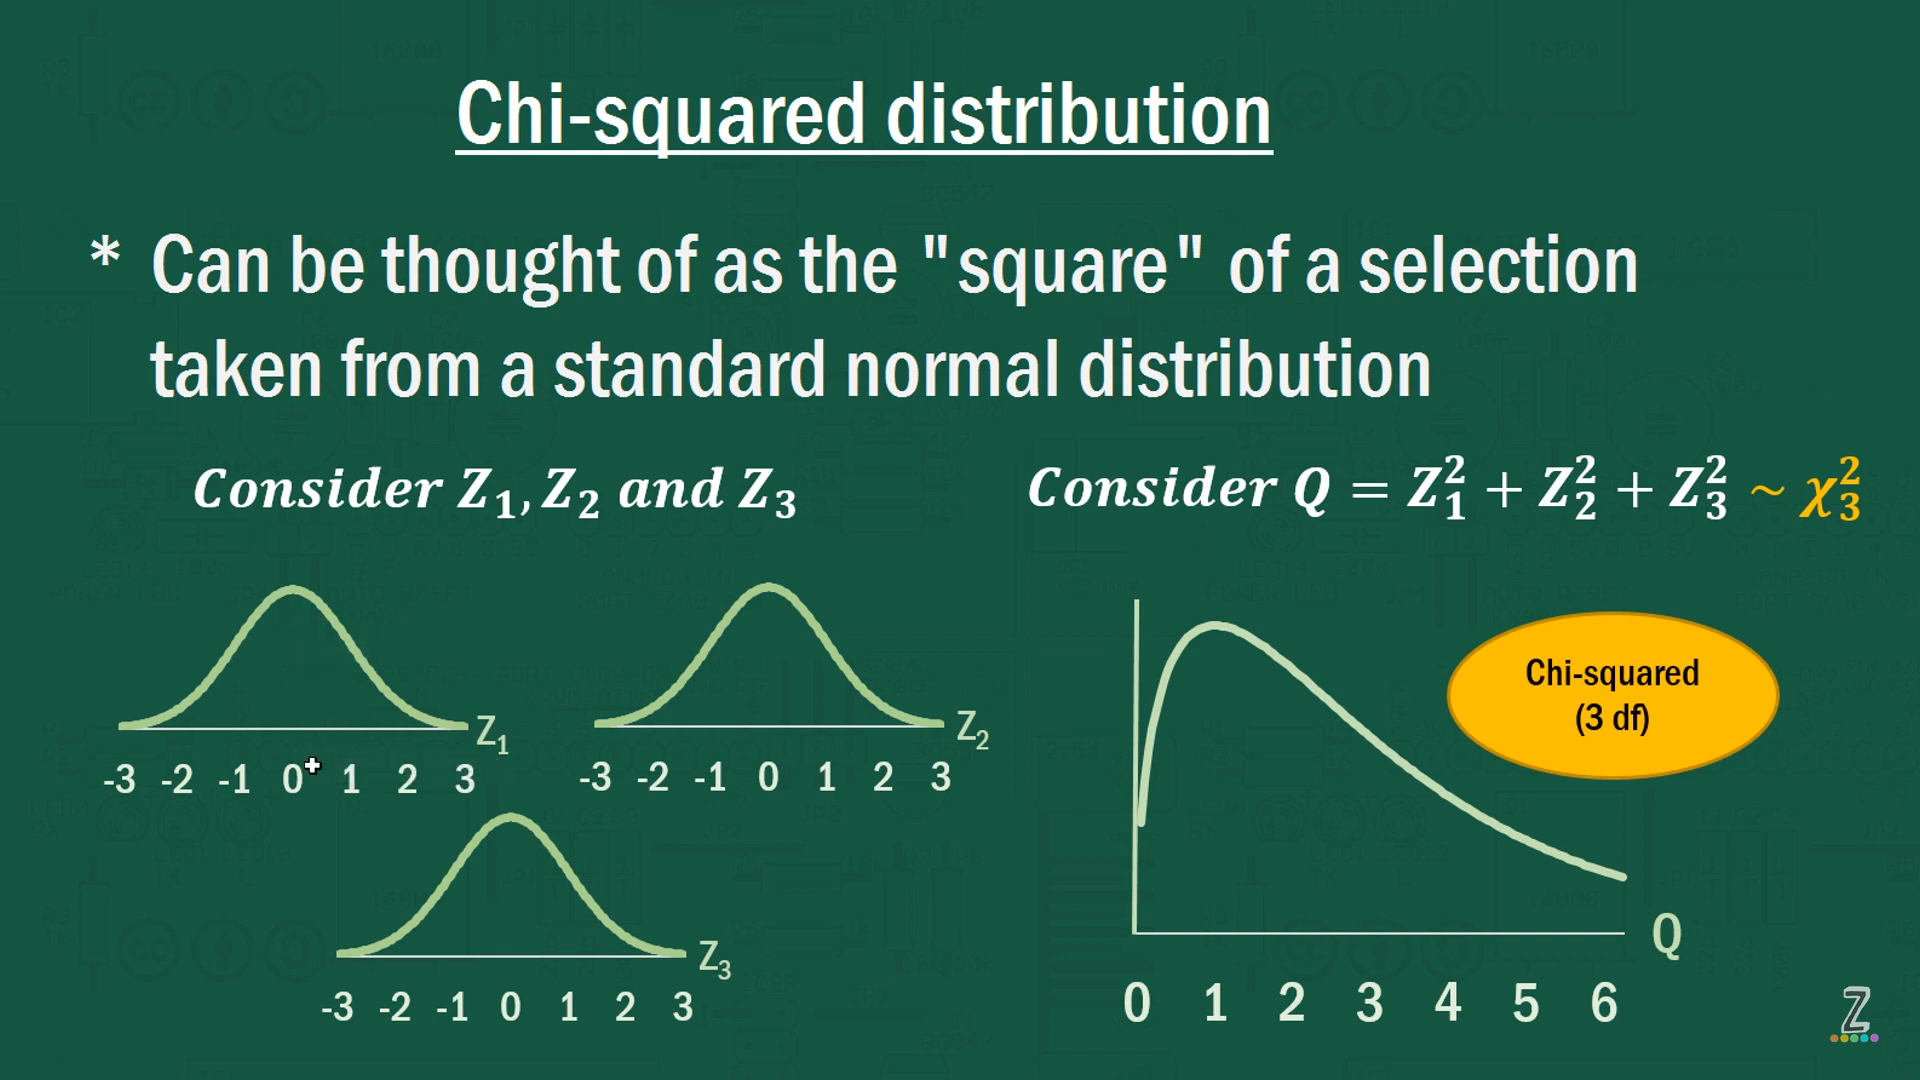 Chi-squared distribution
* Can be thought of as the "square" of a selection
taken from a standard normal distribution
Consider Z₁, Z₂ and Z₃
Consider Q = Z₁² + Z₂² + Z₃² ~ χ₃²
Z₁
-3 -2 -1 0 1 2 3
Z₂
-3 -2 -1 0 1 2 3
Z₃
-3 -2 -1 0 1 2 3
Chi-squared
(3 df)
Q
0 1 2 3 4 5 6
Z